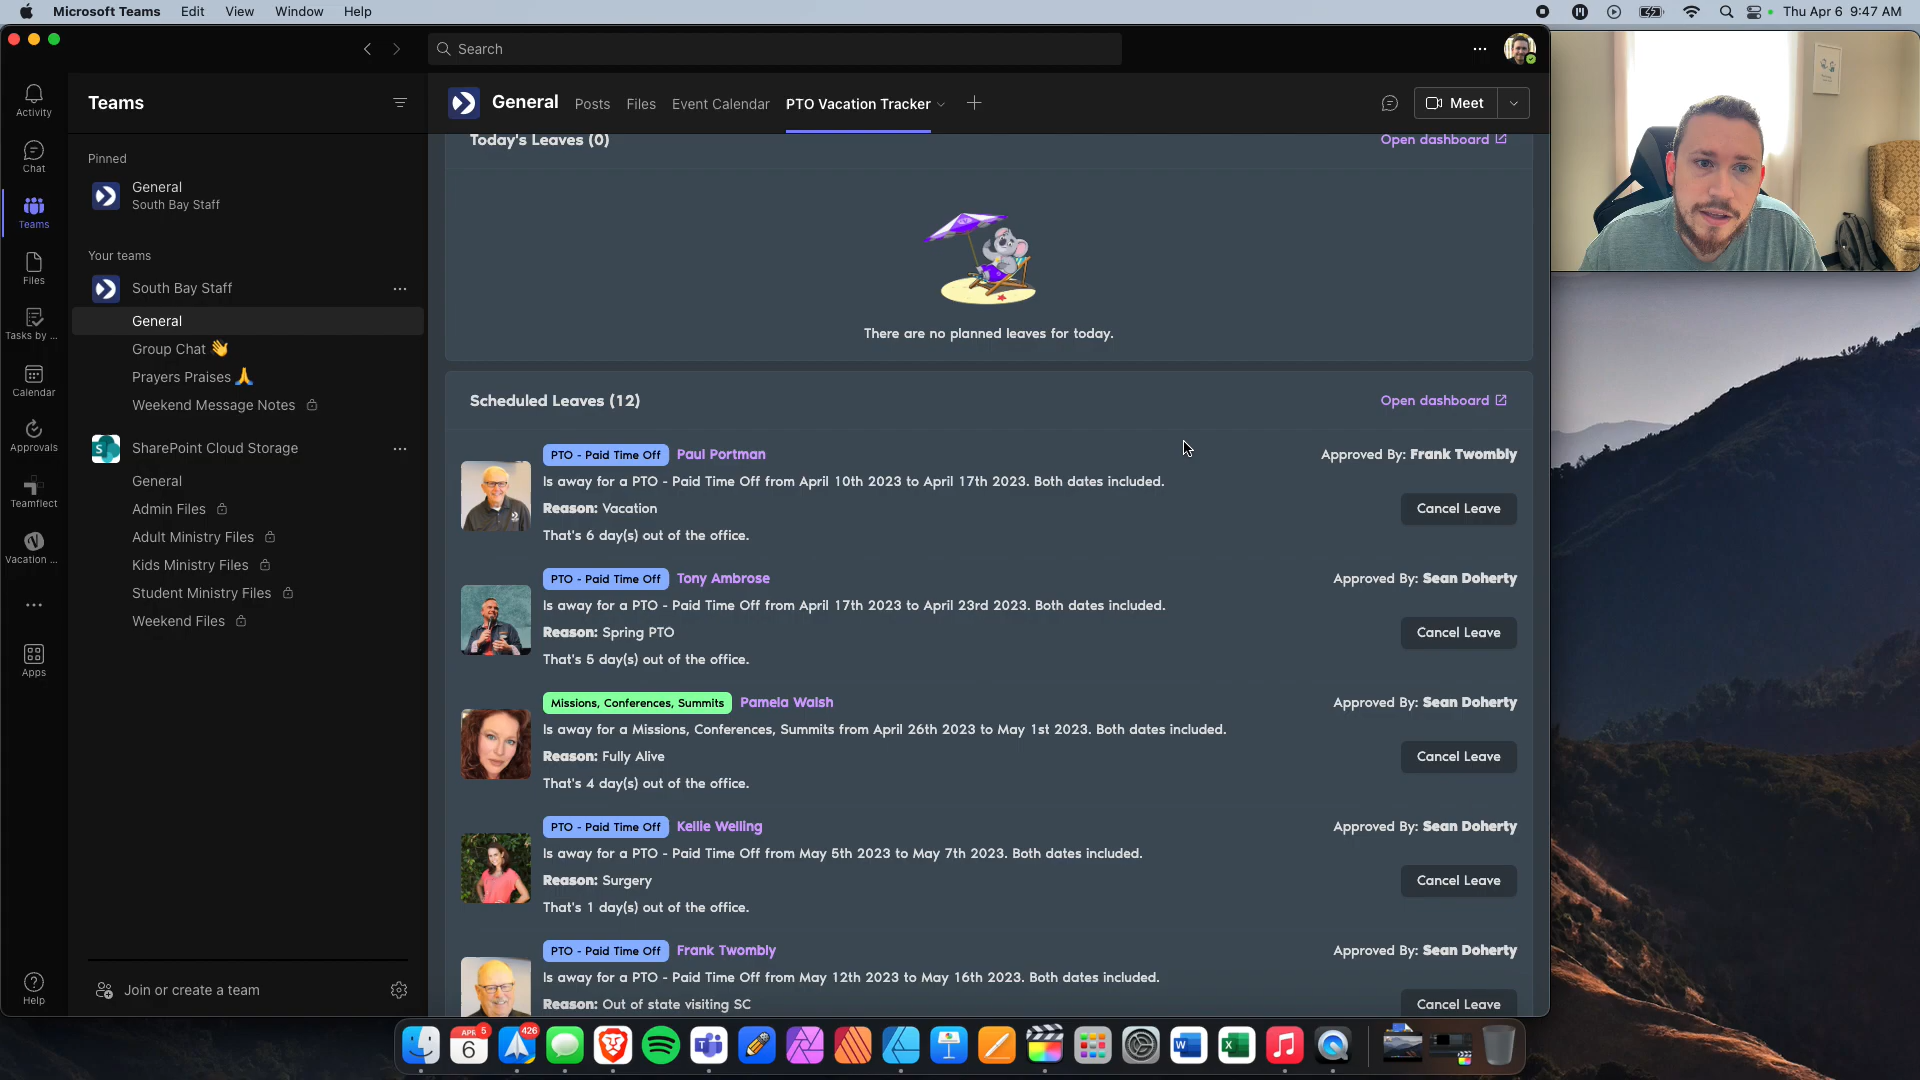 Microsoft Teams Edit View Window Help
Thu Apr 6 9:47 AM
Search
Activity
Chat
Teams
Files
Tasks by ...
Calendar
Approvals
Teamflect
Vacation ...
Apps
Help
Teams
Pinned
General
South Bay Staff
Your teams
South Bay Staff
General
Group Chat 👋
Prayers Praises 🙏
Weekend Message Notes
SharePoint Cloud Storage
General
Admin Files
Adult Ministry Files
Kids Ministry Files
Student Ministry Files
Weekend Files
Join or create a team
General Posts Files Event Calendar PTO Vacation Tracker
Meet
Today's Leaves (0) Open dashboard
There are no planned leaves for today.
Scheduled Leaves (12) Open dashboard
PTO - Paid Time Off Paul Portman Approved By: Frank Twombly
Is away for a PTO - Paid Time Off from April 10th 2023 to April 17th 2023. Both dates included.
Reason: Vacation Cancel Leave
That's 6 day(s) out of the office.
PTO - Paid Time Off Tony Ambrose Approved By: Sean Doherty
Is away for a PTO - Paid Time Off from April 17th 2023 to April 23rd 2023. Both dates included.
Reason: Spring PTO Cancel Leave
That's 5 day(s) out of the office.
Missions, Conferences, Summits Pamela Walsh Approved By: Sean Doherty
Is away for a Missions, Conferences, Summits from April 26th 2023 to May 1st 2023. Both dates included.
Reason: Fully Alive Cancel Leave
That's 4 day(s) out of the office.
PTO - Paid Time Off Kellie Welling Approved By: Sean Doherty
Is away for a PTO - Paid Time Off from May 5th 2023 to May 7th 2023. Both dates included.
Reason: Surgery Cancel Leave
That's 1 day(s) out of the office.
PTO - Paid Time Off Frank Twombly Approved By: Sean Doherty
Is away for a PTO - Paid Time Off from May 12th 2023 to May 16th 2023. Both dates included.
Reason: Out of state visiting SC Cancel Leave
APR 5
6
426